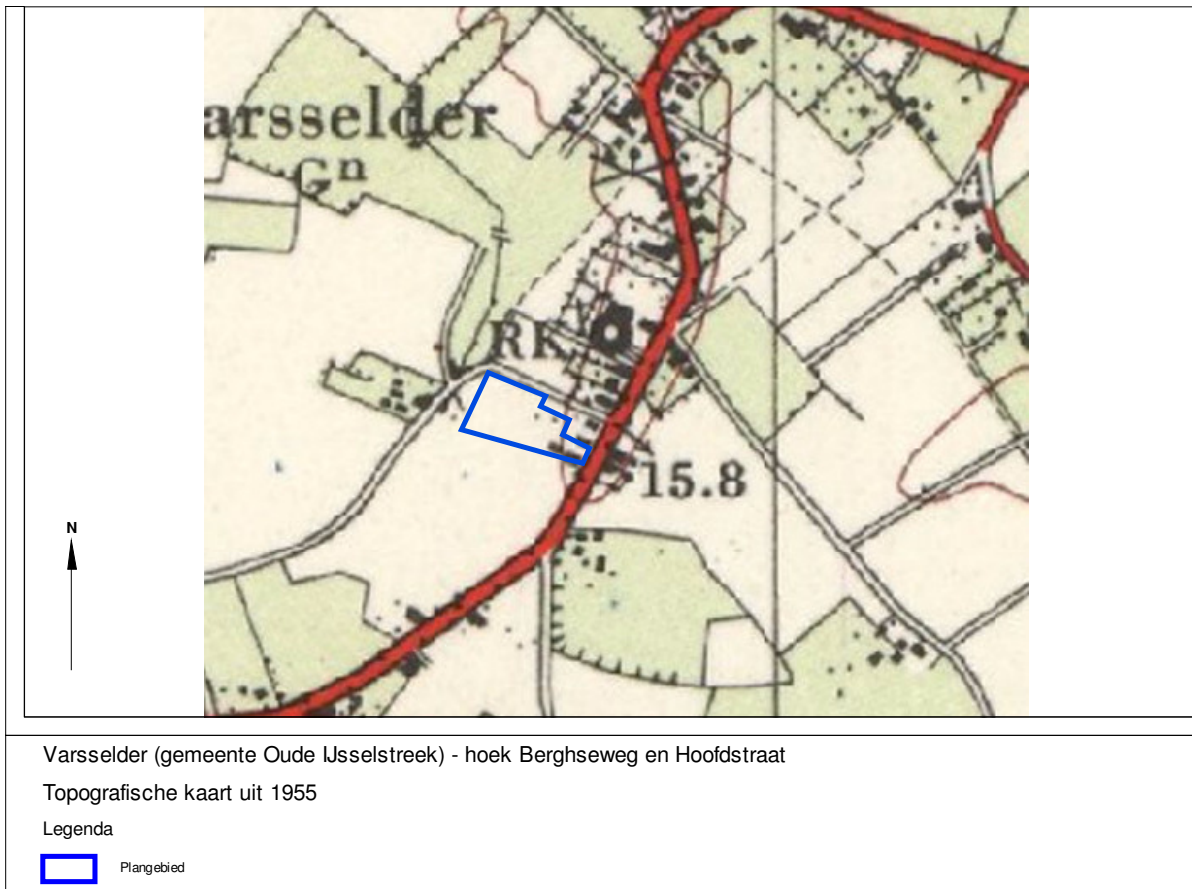 arsselder
Gn
RK
15.8
N
Varsselder (gemeente Oude IJsselstreek) - hoek Berghseweg en Hoofdstraat
Topografische kaart uit 1955
Legenda
Plangebied